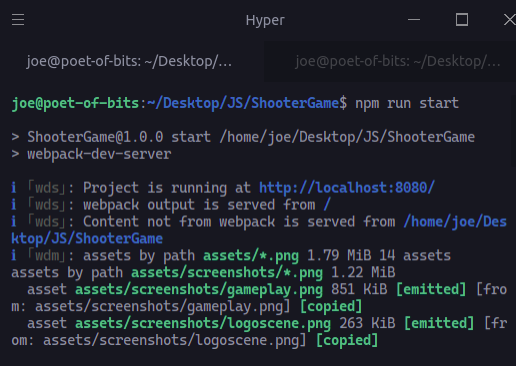 Hyper
joe@poet-of-bits: ~/Desktop/... joe@poet-of-bits: ~/Desktop/...
joe@poet-of-bits:~/Desktop/JS/ShooterGame$ npm run start
> ShooterGame@1.0.0 start /home/joe/Desktop/JS/ShooterGame
> webpack-dev-server
ℹ 「wds」: Project is running at http://localhost:8080/
ℹ 「wds」: webpack output is served from /
ℹ 「wds」: Content not from webpack is served from /home/joe/Des
ktop/JS/ShooterGame
ℹ 「wdm」: assets by path assets/*.png 1.79 MiB 14 assets
assets by path assets/screenshots/*.png 1.22 MiB
asset assets/screenshots/gameplay.png 851 KiB [emitted] [fro
m: assets/screenshots/gameplay.png] [copied]
asset assets/screenshots/logoscene.png 263 KiB [emitted] [fr
om: assets/screenshots/logoscene.png] [copied]